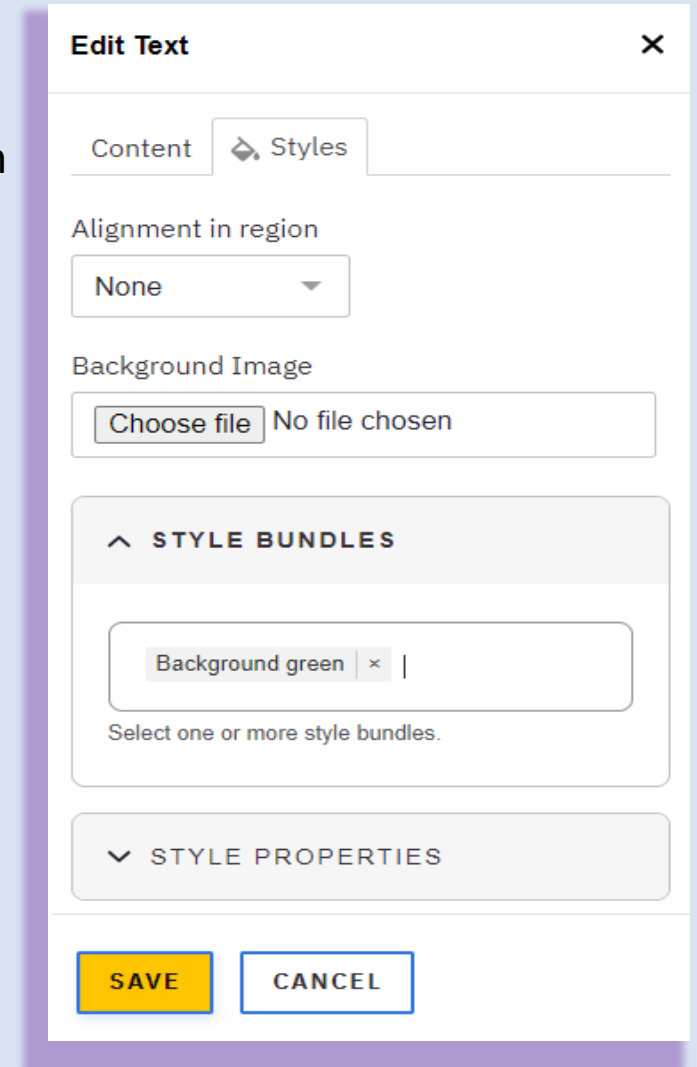 Edit Text
Content Styles
Alignment in region
None
Background Image
Choose file No file chosen
STYLE BUNDLES
Background green ×
Select one or more style bundles.
STYLE PROPERTIES
SAVE CANCEL